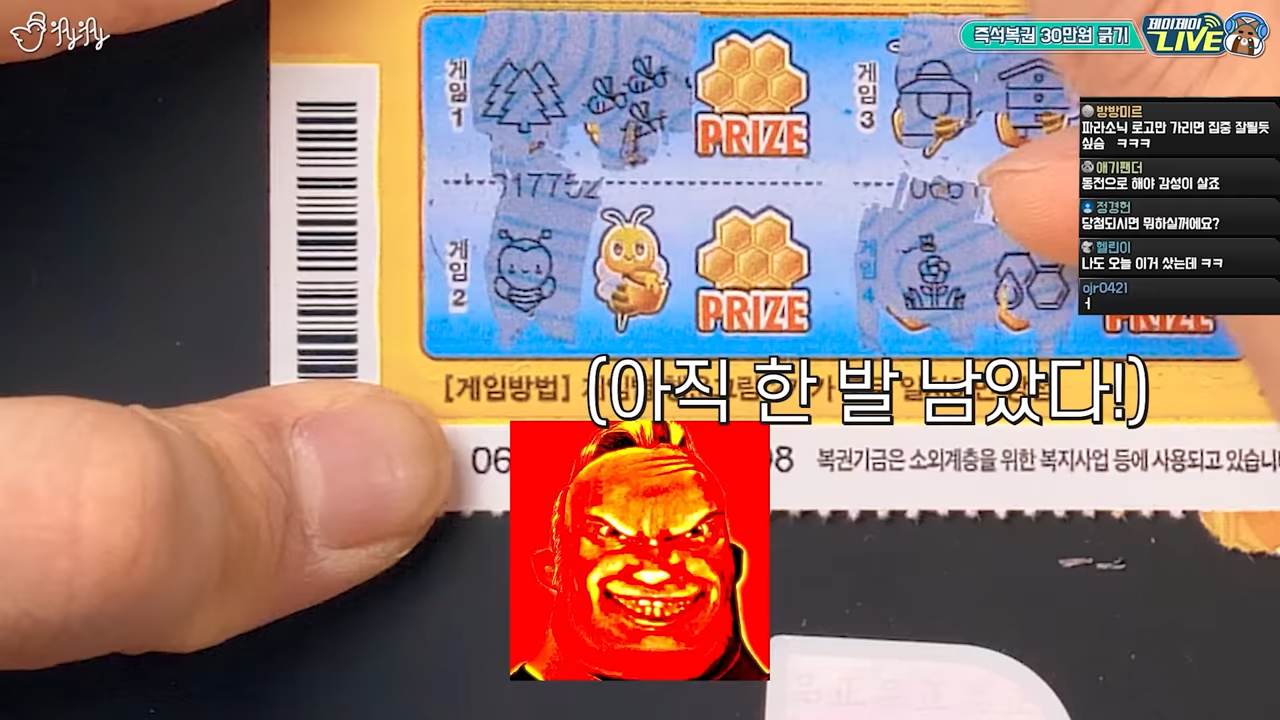 즉석복권 30만원 긁기
제이제이
LIVE
게임1
PRIZE
게임3
게임2
PRIZE
게임4
PRIZE
방방미르
파라소닉 로고만 가리면 집중 잘될듯
싶슴 ㅋㅋㅋ
애기팬더
동전으로 해야 감성이 살죠
정경헌
당첨되시면 뭐하실꺼에요?
헬린이
나도 오늘 이거 샀는데 ㅋㅋ
ojr0421
ㅓ
(아직 한 발 남았다!)
[게임방법]
복권기금은 소외계층을 위한 복지사업 등에 사용되고